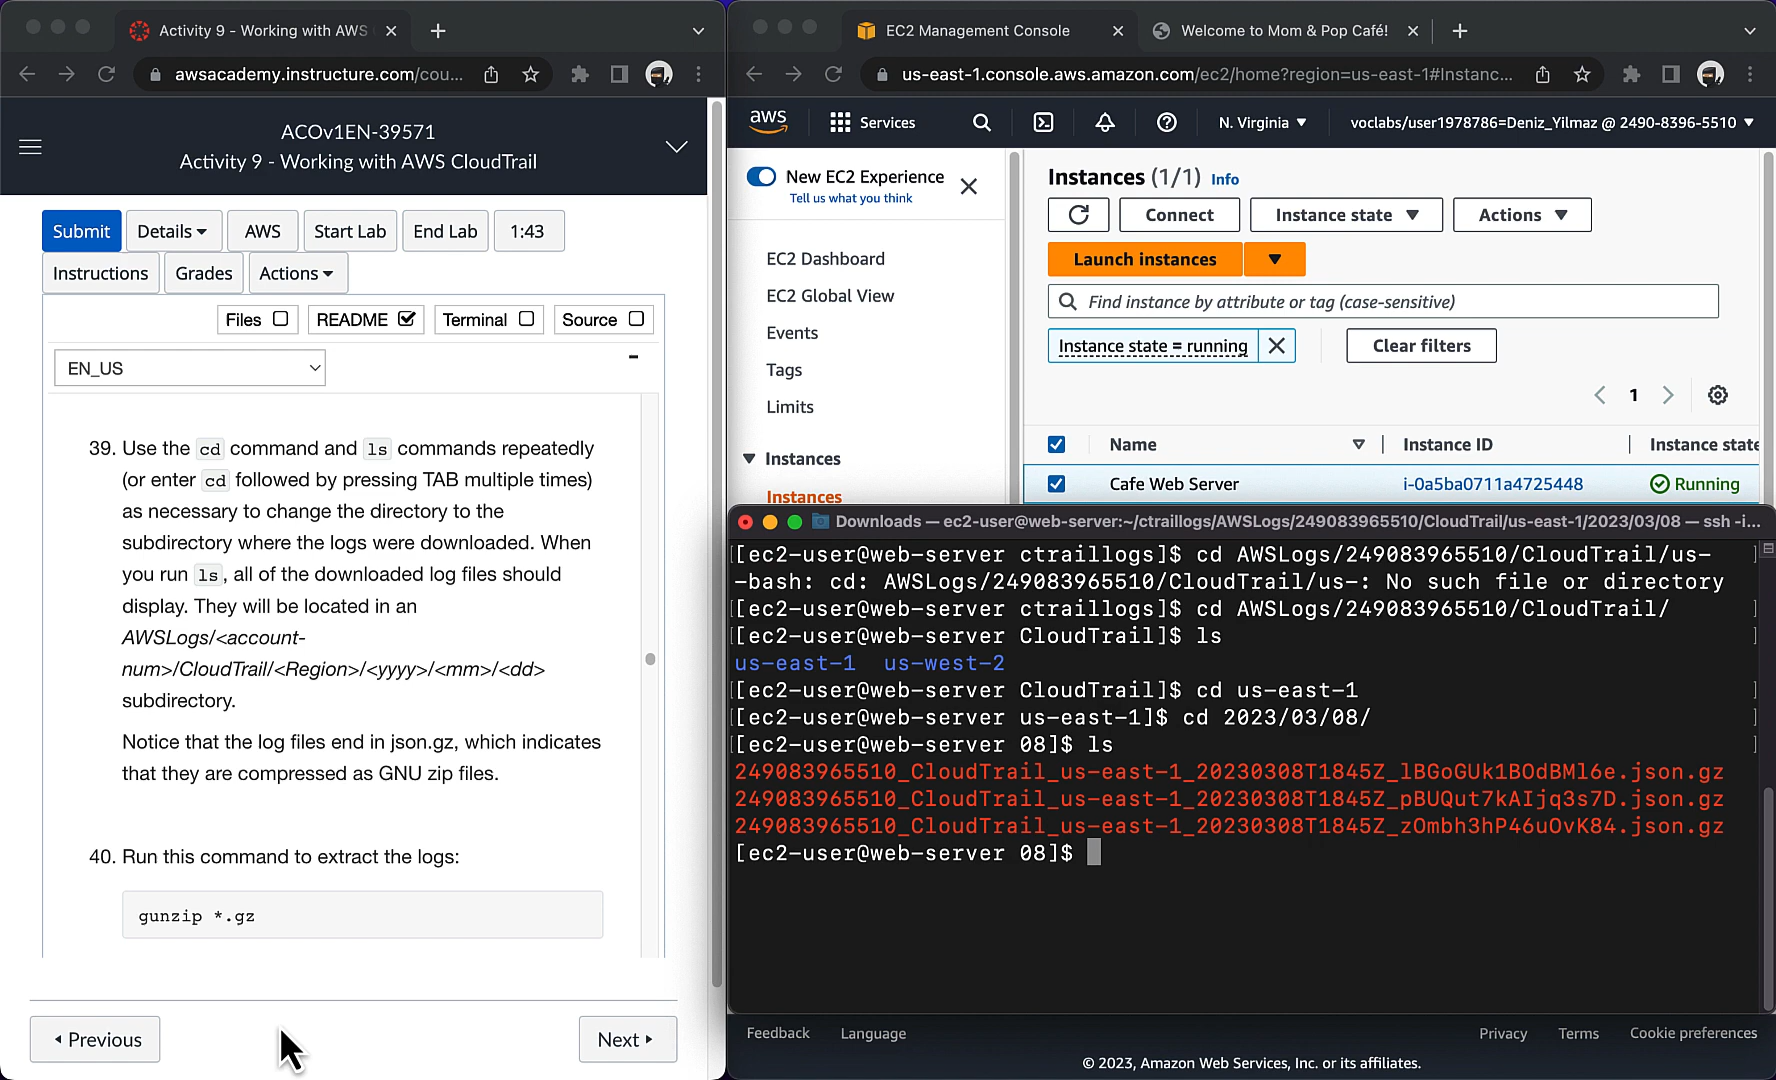 Activity 9 - Working with AWS
awsacademy.instructure.com/cou...
ACOv1EN-39571
Activity 9 - Working with AWS CloudTrail
Submit
Details
AWS
Start Lab
End Lab
1:43
Instructions
Grades
Actions
Files
README
Terminal
Source
EN_US
39. Use the cd command and ls commands repeatedly
(or enter cd followed by pressing TAB multiple times)
as necessary to change the directory to the
subdirectory where the logs were downloaded. When
you run ls, all of the downloaded log files should
display. They will be located in an
AWSLogs/<account-
num>/CloudTrail/<Region>/<yyyy>/<mm>/<dd>
subdirectory.
Notice that the log files end in json.gz, which indicates
that they are compressed as GNU zip files.
40. Run this command to extract the logs:
gunzip *.gz
Previous
Next
EC2 Management Console
Welcome to Mom & Pop Café!
us-east-1.console.aws.amazon.com/ec2/home?region=us-east-1#Instanc...
aws
Services
N. Virginia
voclabs/user1978786=Deniz_Yilmaz @ 2490-8396-5510
New EC2 Experience
Tell us what you think
EC2 Dashboard
EC2 Global View
Events
Tags
Limits
Instances
Instances
Instances (1/1) Info
Connect
Instance state
Actions
Launch instances
Find instance by attribute or tag (case-sensitive)
Instance state = running
Clear filters
1
Name
Instance ID
Instance state
Cafe Web Server
i-0a5ba0711a4725448
Running
Downloads — ec2-user@web-server:~/ctraillogs/AWSLogs/249083965510/CloudTrail/us-east-1/2023/03/08 — ssh -i...
[[ec2-user@web-server ctraillogs]$ cd AWSLogs/249083965510/CloudTrail/us- ]
-bash: cd: AWSLogs/249083965510/CloudTrail/us-: No such file or directory
[[ec2-user@web-server ctraillogs]$ cd AWSLogs/249083965510/CloudTrail/ ]
[[ec2-user@web-server CloudTrail]$ ls ]
us-east-1 us-west-2
[[ec2-user@web-server CloudTrail]$ cd us-east-1 ]
[[ec2-user@web-server us-east-1]$ cd 2023/03/08/ ]
[[ec2-user@web-server 08]$ ls ]
249083965510_CloudTrail_us-east-1_20230308T1845Z_lBGoGUk1BOdBMl6e.json.gz
249083965510_CloudTrail_us-east-1_20230308T1845Z_pBUQut7kAIjq3s7D.json.gz
249083965510_CloudTrail_us-east-1_20230308T1845Z_zOmbh3hP46uOvK84.json.gz
[ec2-user@web-server 08]$
Feedback
Language
Privacy
Terms
Cookie preferences
© 2023, Amazon Web Services, Inc. or its affiliates.